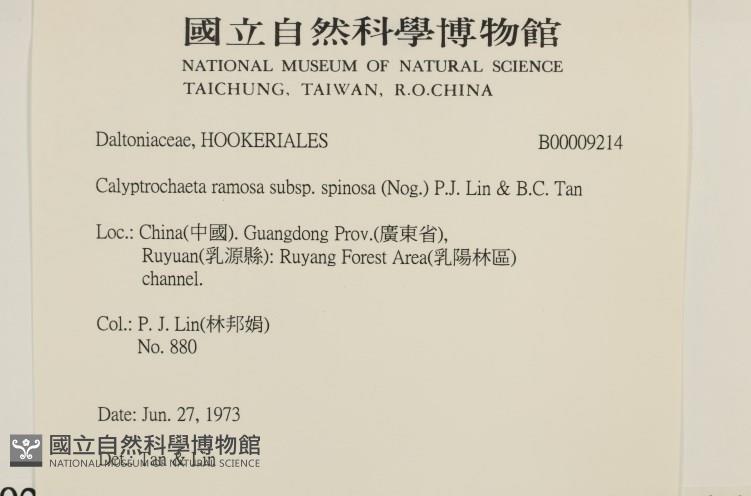 國立自然科學博物館
NATIONAL MUSEUM OF NATURAL SCIENCE
TAICHUNG, TAIWAN, R.O.CHINA
Daltoniaceae, HOOKERIALES B00009214
Calyptrochaeta ramosa subsp. spinosa (Nog.) P.J. Lin & B.C. Tan
Loc.: China(中國). Guangdong Prov.(廣東省),
Ruyuan(乳源縣): Ruyang Forest Area(乳陽林區)
channel.
Col.: P. J. Lin(林邦娟)
No. 880
Date: Jun. 27, 1973
國立自然科學博物館
NATIONAL MUSEUM OF NATURAL SCIENCE
Det.: Tan & Lin